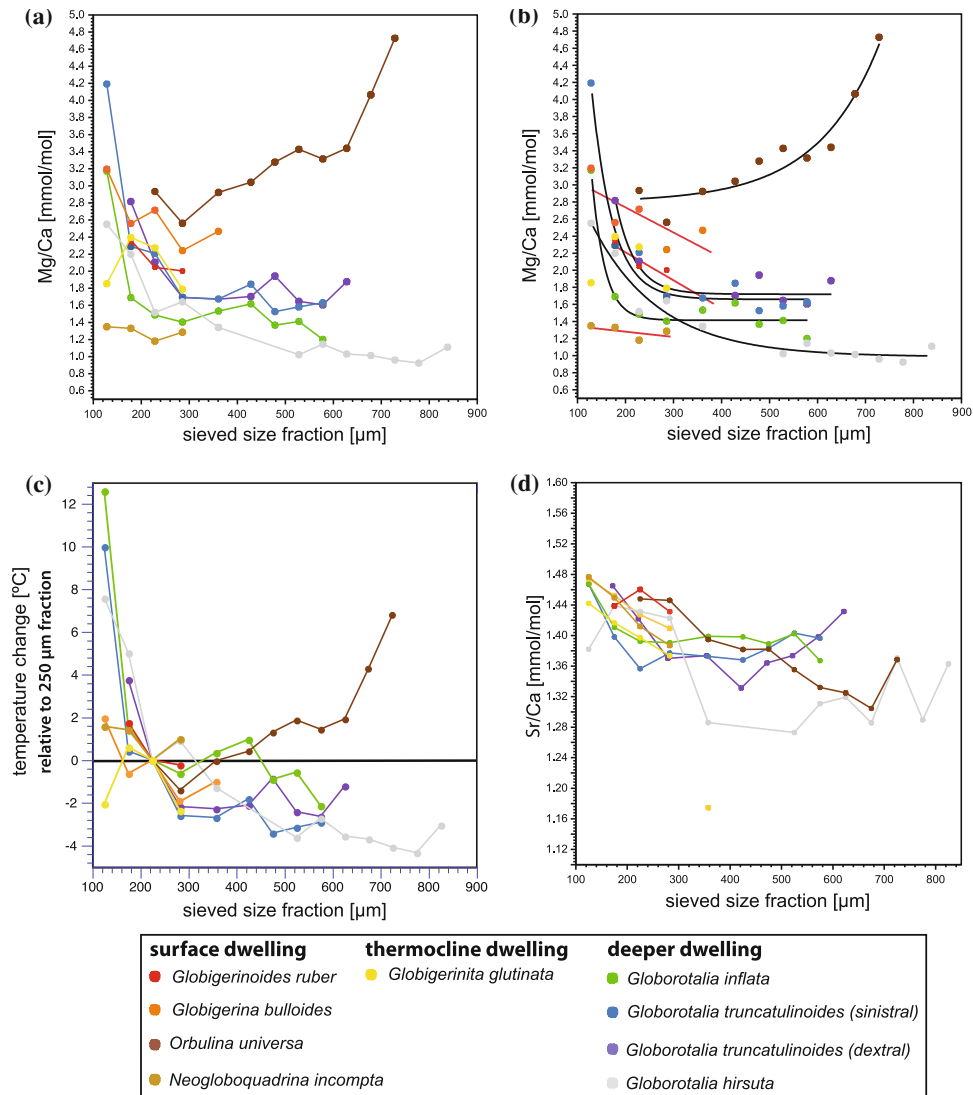 (a)
5.0
4.8
4.6
4.4
4.2
4.0
3.8
3.6
3.4
3.2
3.0
2.8
2.6
2.4
2.2
2.0
1.8
1.6
1.4
1.2
1.0
0.8
0.6
Mg/Ca [mmol/mol]
100 200 300 400 500 600 700 800 900
sieved size fraction [µm]
(b)
5.0
4.8
4.6
4.4
4.2
4.0
3.8
3.6
3.4
3.2
3.0
2.8
2.6
2.4
2.2
2.0
1.8
1.6
1.4
1.2
1.0
0.8
0.6
Mg/Ca [mmol/mol]
100 200 300 400 500 600 700 800 900
sieved size fraction [µm]
(c)
12
10
8
6
4
2
0
-2
-4
temperature change [ºC]
relative to 250 µm fraction
100 200 300 400 500 600 700 800 900
sieved size fraction [µm]
(d)
1.60
1.56
1.52
1.48
1.44
1.40
1.36
1.32
1.28
1.24
1.20
1.16
1.12
Sr/Ca [mmol/mol]
100 200 300 400 500 600 700 800
sieved size fraction [µm]
surface dwelling
Globigerinoides ruber
Globigerina bulloides
Orbulina universa
Neogloboquadrina incompta
thermocline dwelling
Globigerinita glutinata
deeper dwelling
Globorotalia inflata
Globorotalia truncatulinoides (sinistral)
Globorotalia truncatulinoides (dextral)
Globorotalia hirsuta